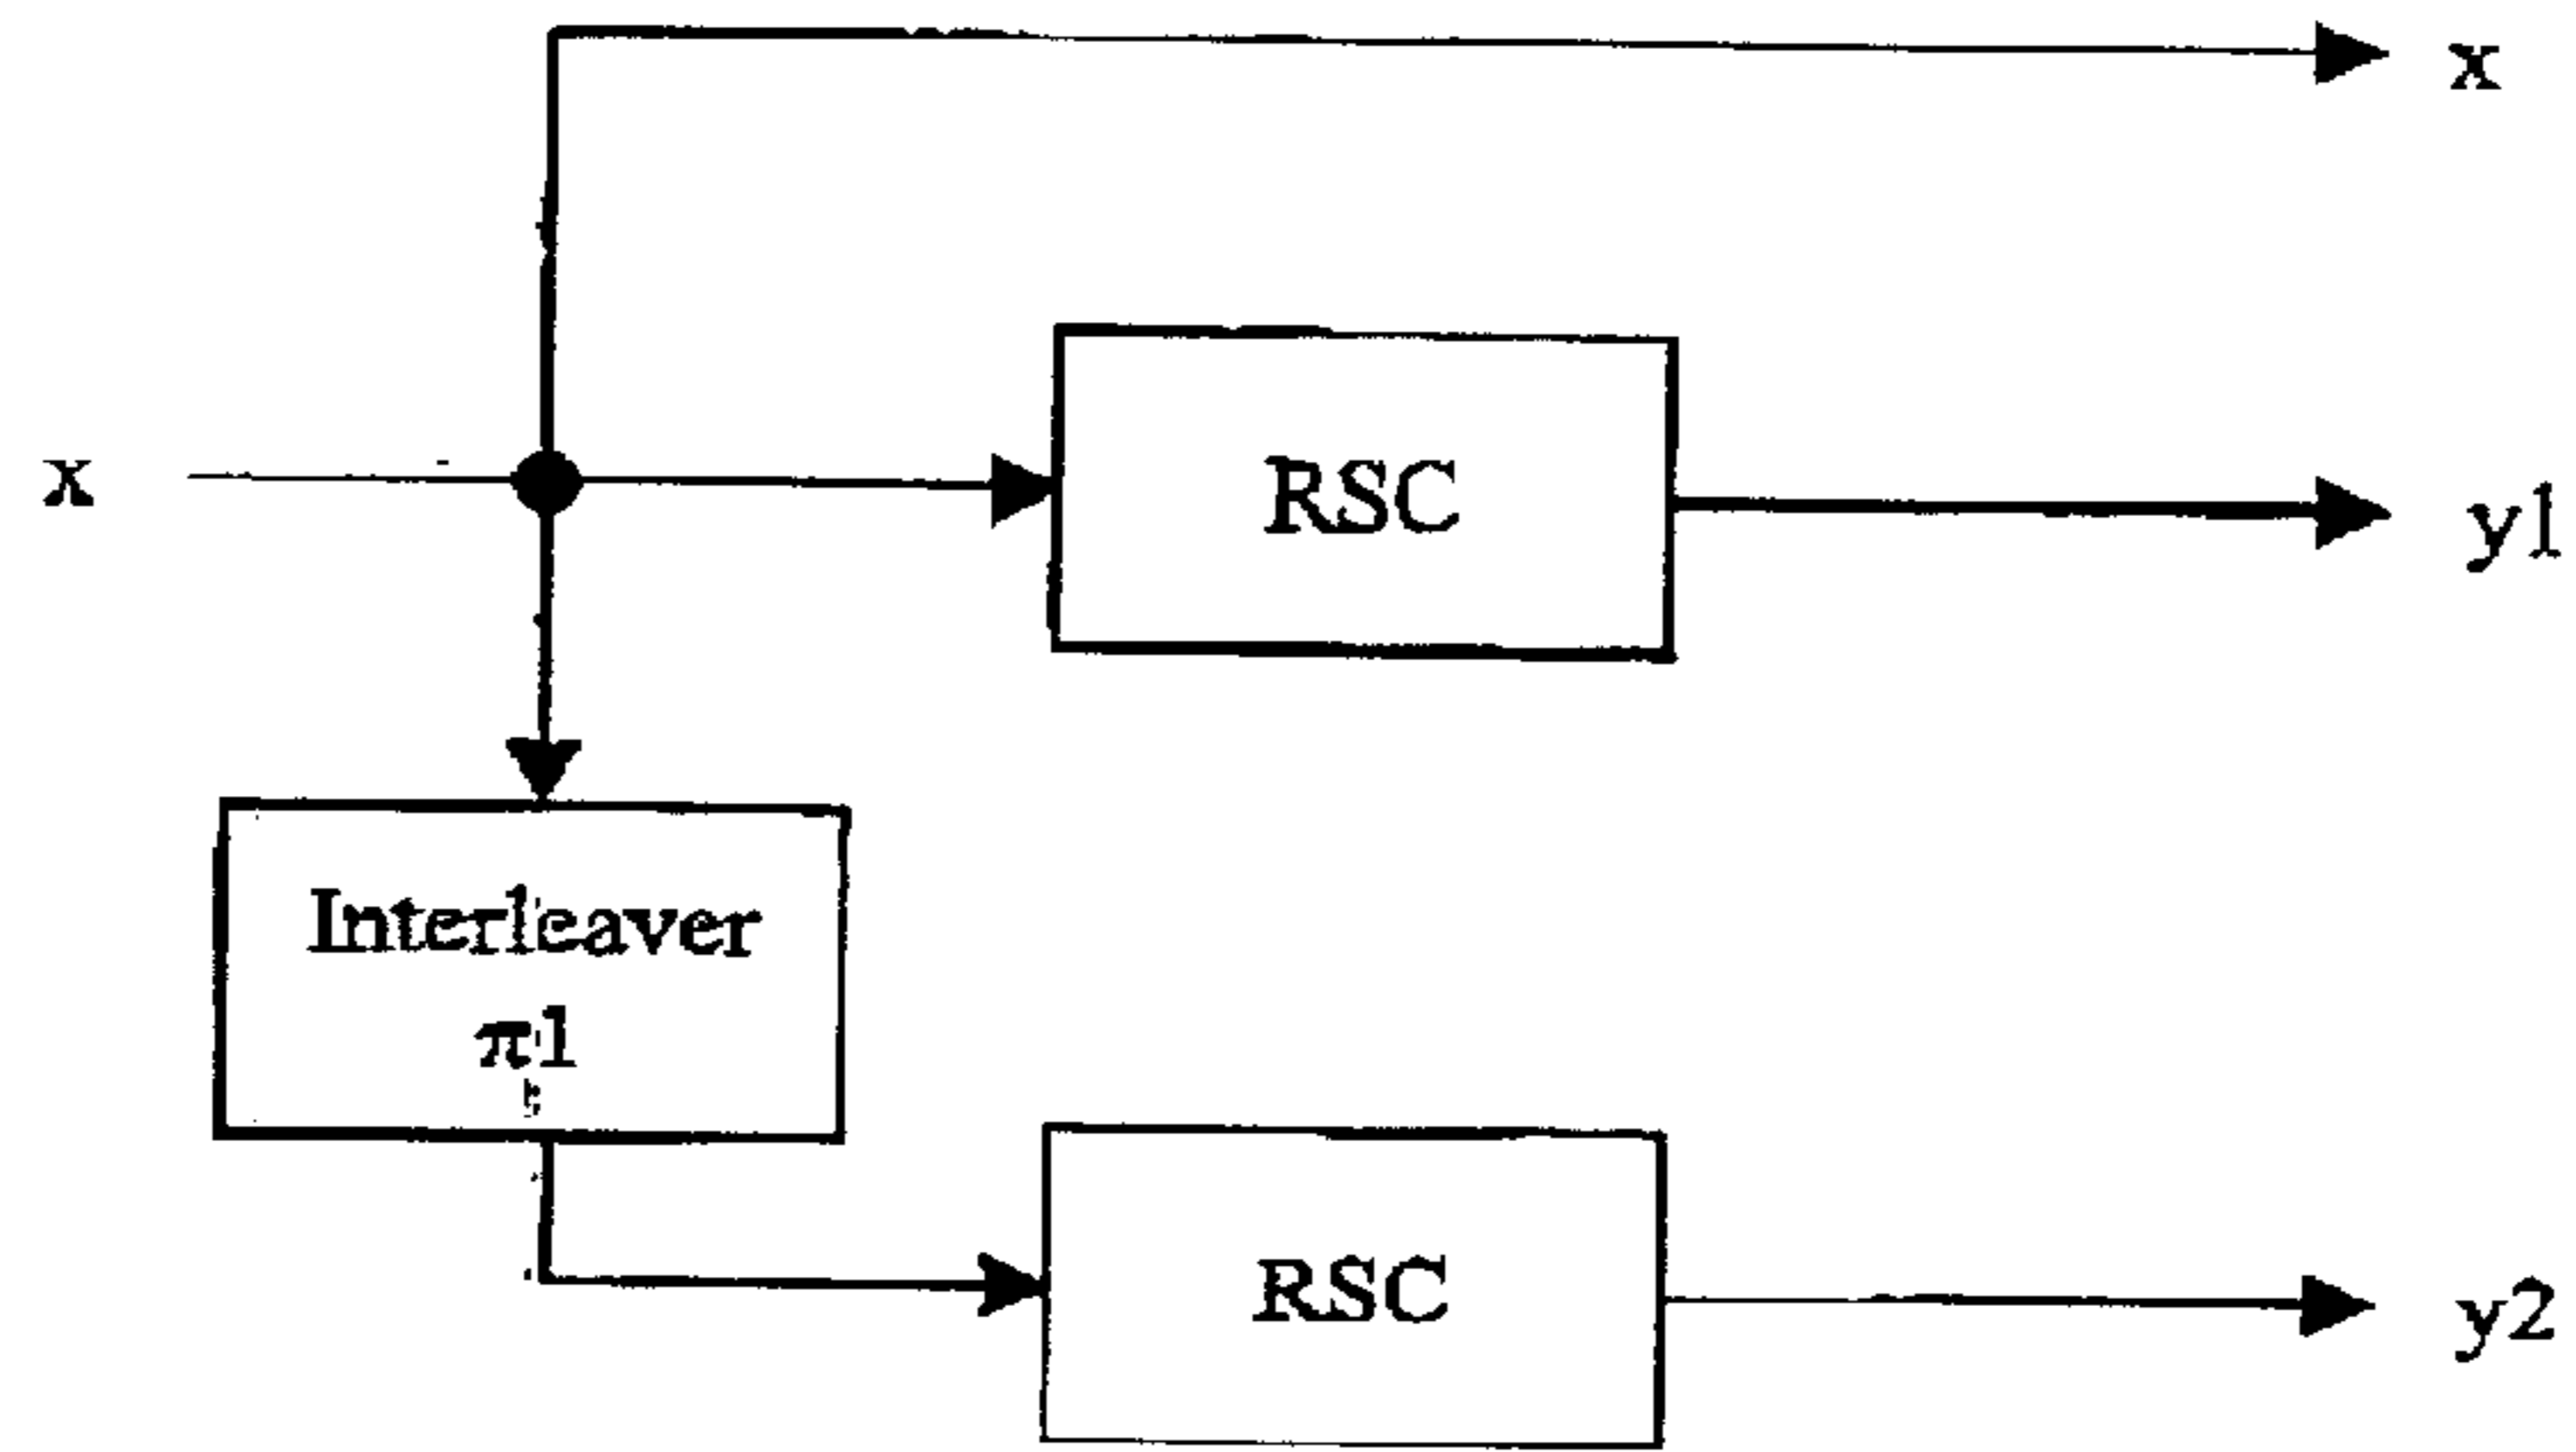 x
x
RSC
y1
Interleaver
π1
RSC
y2